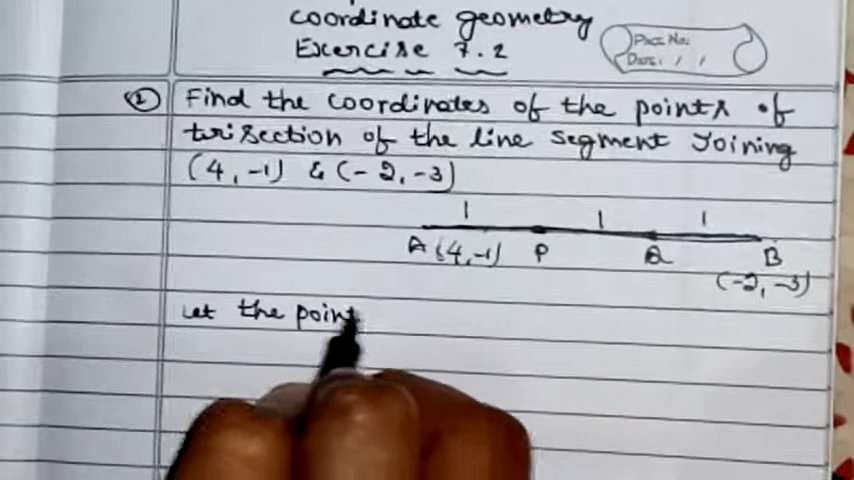 Coordinate geometry
Exercise 7.2
Page No:
Date: / /
(2) Find the coordinates of the points of
trisection of the line segment Joining
(4,-1) & (-2,-3)
1 1 1
A (4,-1) P Q B
(-2,-3)
Let the point